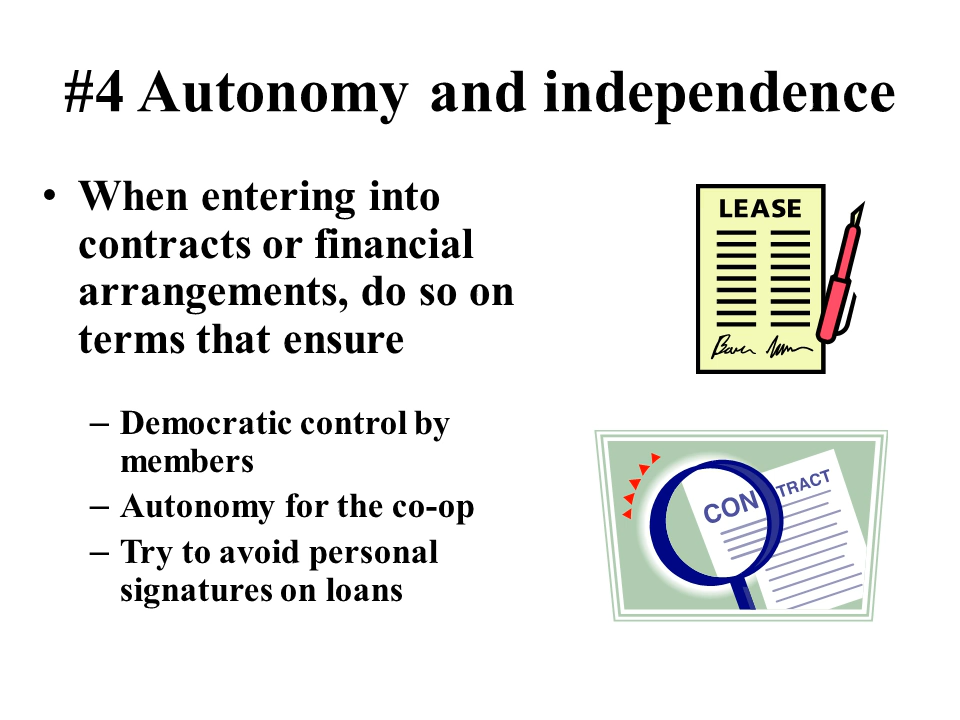 #4 Autonomy and independence
• When entering into
contracts or financial
arrangements, do so on
terms that ensure
– Democratic control by
members
– Autonomy for the co-op
– Try to avoid personal
signatures on loans
LEASE
CONTRACT